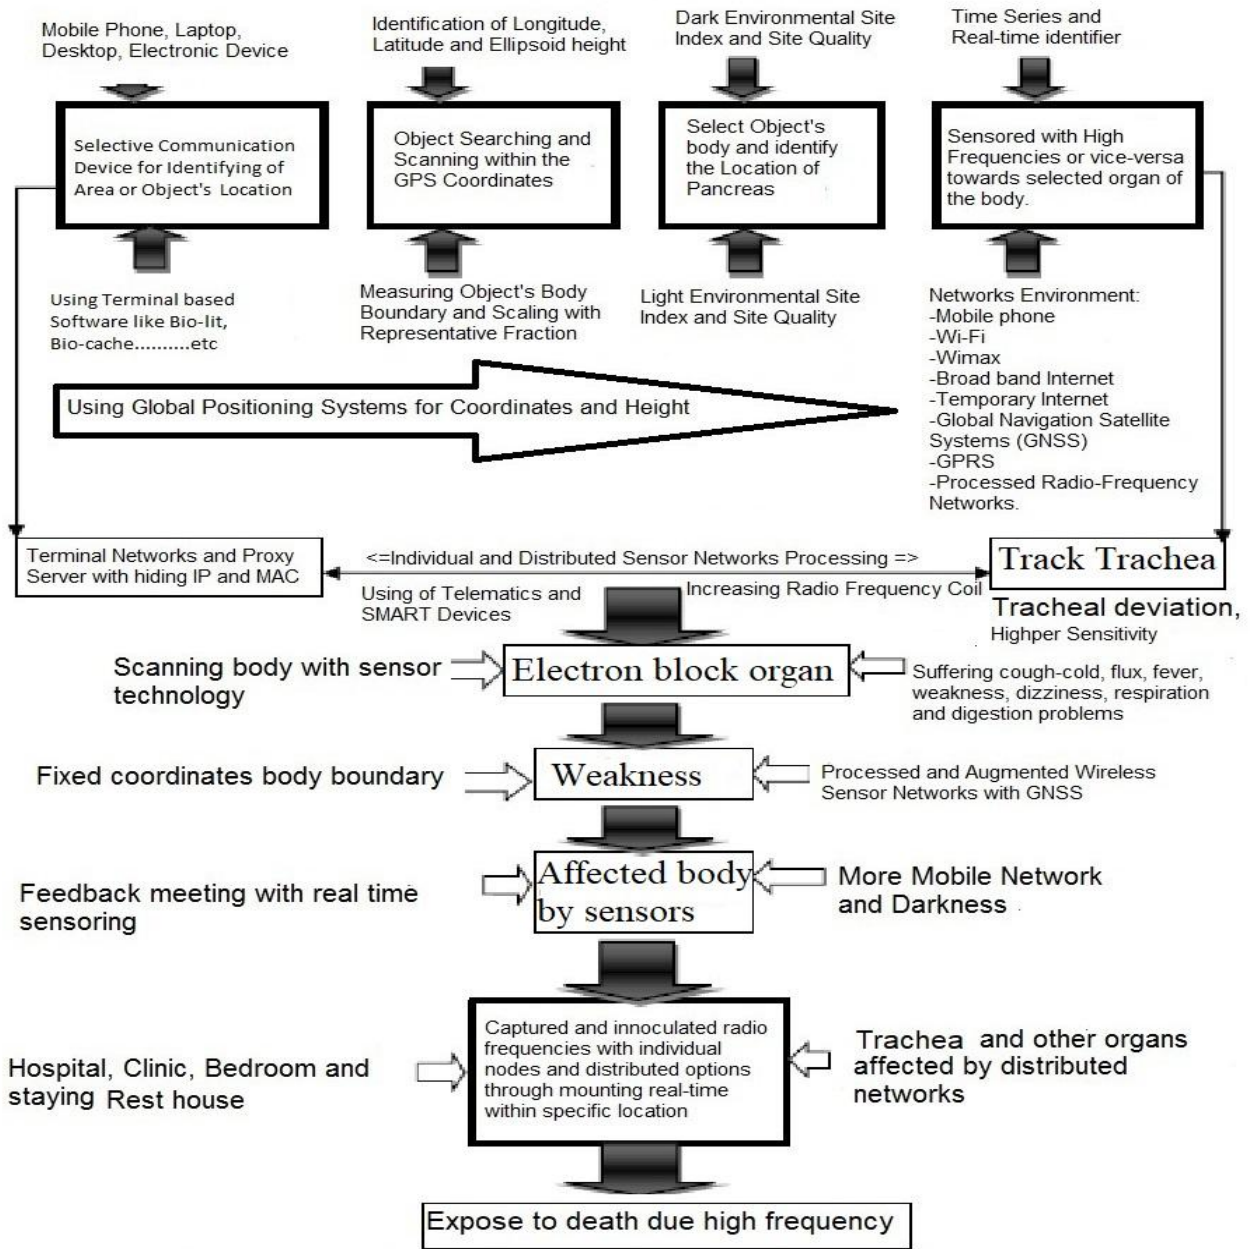 Mobile Phone, Laptop,
Desktop, Electronic Device
Identification of Longitude,
Latitude and Ellipsoid height
Dark Environmental Site
Index and Site Quality
Time Series and
Real-time identifier
Selective Communication
Device for Identifying of
Area or Object's Location
Object Searching and
Scanning within the
GPS Coordinates
Select Object's
body and identify
the Location of
Pancreas
Sensored with High
Frequencies or vice-versa
towards selected organ of
the body.
Using Terminal based
Software like Bio-lit,
Bio-cache..........etc
Measuring Object's Body
Boundary and Scaling with
Representative Fraction
Light Environmental Site
Index and Site Quality
Networks Environment:
-Mobile phone
-Wi-Fi
-Wimax
-Broad band Internet
-Temporary Internet
-Global Navigation Satellite
Systems (GNSS)
-GPRS
-Processed Radio-Frequency
Networks.
Using Global Positioning Systems for Coordinates and Height
Terminal Networks and Proxy
Server with hiding IP and MAC
<=Individual and Distributed Sensor Networks Processing =>
Using of Telematics and
SMART Devices
Increasing Radio Frequency Coil
Track Trachea
Tracheal deviation,
Highper Sensitivity
Scanning body with sensor
technology
Electron block organ
Suffering cough-cold, flux, fever,
weakness, dizziness, respiration
and digestion problems
Fixed coordinates body boundary
Weakness
Processed and Augmented Wireless
Sensor Networks with GNSS
Feedback meeting with real time
sensoring
Affected body
by sensors
More Mobile Network
and Darkness
Hospital, Clinic, Bedroom and
staying Rest house
Captured and innoculated radio
frequencies with individual
nodes and distributed options
through mounting real-time
within specific location
Trachea and other organs
affected by distributed
networks
Expose to death due high frequency